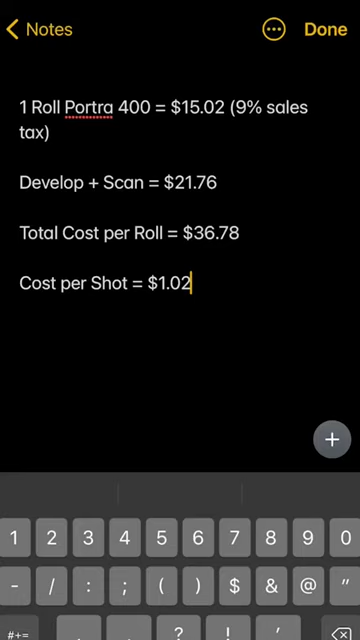 Notes
Done
1 Roll Portra 400 = $15.02 (9% sales
tax)
Develop + Scan = $21.76
Total Cost per Roll = $36.78
Cost per Shot = $1.02
1 2 3 4 5 6 7 8 9 0
- / : ; ( ) $ & @ "
#+= . , ? ! '